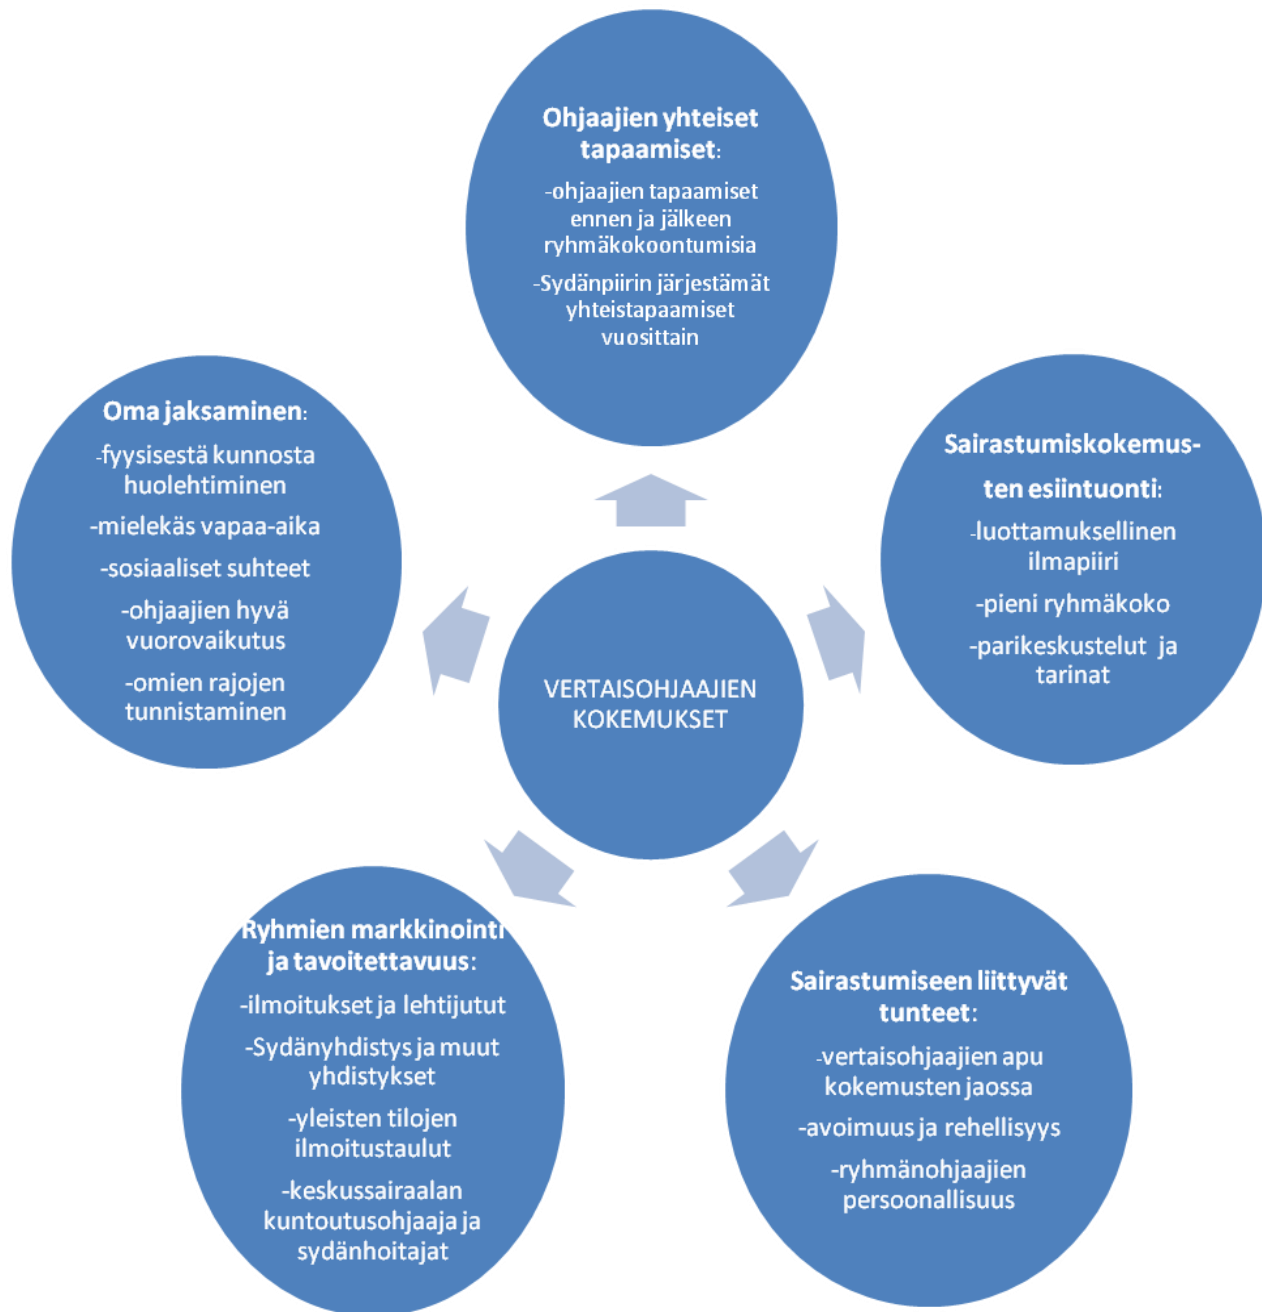 Ohjaajien yhteiset
tapaamiset:
-ohjaajien tapaamiset
ennen ja jälkeen
ryhmäkokoontumisia
-Sydänpiirin järjestämät
yhteistapaamiset
vuosittain
Oma jaksaminen:
-fyysisestä kunnosta
huolehtiminen
-mielekäs vapaa-aika
-sosiaaliset suhteet
-ohjaajien hyvä
vuorovaikutus
-omien rajojen
tunnistaminen
Sairastumiskokemus-
ten esiintuonti:
-luottamuksellinen
ilmapiiri
-pieni ryhmäkoko
-parikeskustelut ja
tarinat
VERTAISOHJAAJIEN
KOKEMUKSET
Ryhmien markkinointi
ja tavoitettavuus:
-ilmoitukset ja lehtijutut
-Sydänyhdistys ja muut
yhdistykset
-yleisten tilojen
ilmoitustaulut
-keskussairaalan
kuntoutusohjaaja ja
sydänhoitajat
Sairastumiseen liittyvät
tunteet:
-vertaisohjaajien apu
kokemusten jaossa
-avoimuus ja rehellisyys
-ryhmänohjaajien
persoonallisuus